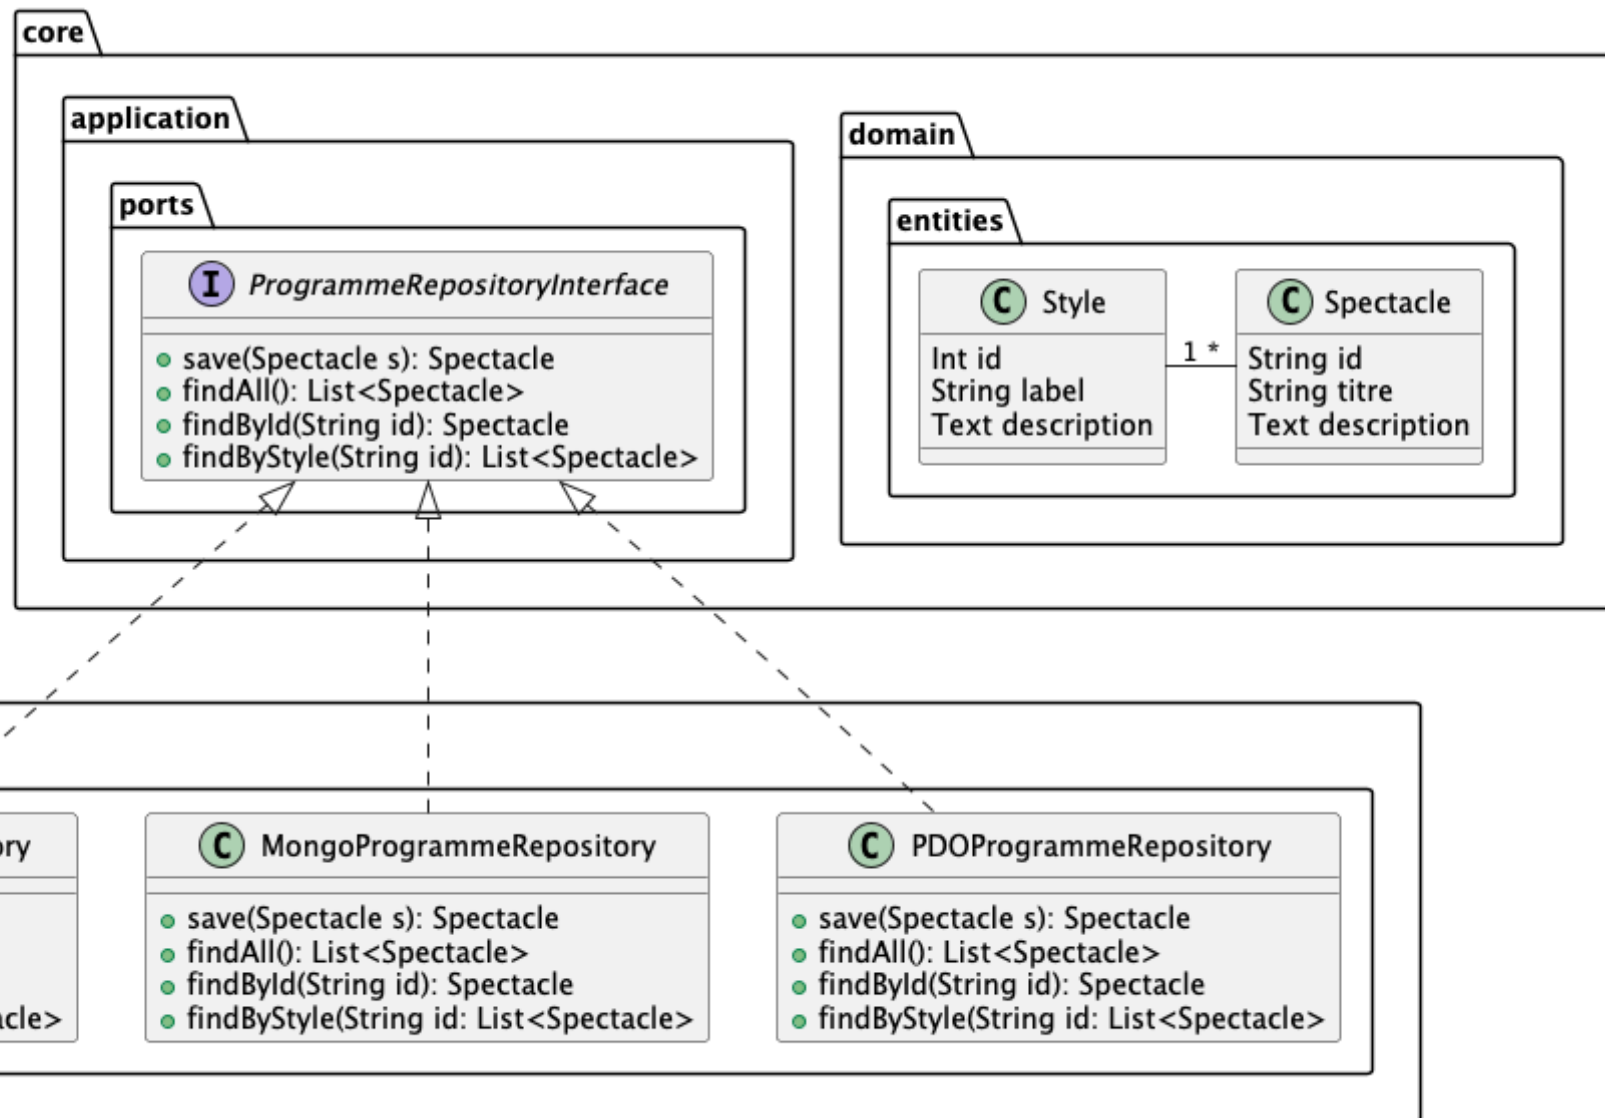 core
application
domain
ports
entities
I ProgrammeRepositoryInterface
save(Spectacle s): Spectacle
findAll(): List<Spectacle>
findById(String id): Spectacle
findByStyle(String id): List<Spectacle>
C Style
Int id
String label
Text description
1 *
C Spectacle
String id
String titre
Text description
ory
acle>
C MongoProgrammeRepository
save(Spectacle s): Spectacle
findAll(): List<Spectacle>
findById(String id): Spectacle
findByStyle(String id: List<Spectacle>
C PDOProgrammeRepository
save(Spectacle s): Spectacle
findAll(): List<Spectacle>
findById(String id): Spectacle
findByStyle(String id: List<Spectacle>